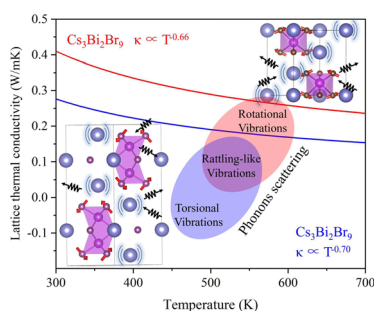 Lattice thermal conductivity (W/mK)
0.5
0.4
0.3
0.2
0.1
0.0
-0.1
Cs₃Bi₂Br₉ κ ∝ T⁻⁰·⁶⁶
Rotational
Vibrations
Rattling-like
Vibrations
Torsional
Vibrations
Phonons scattering
Cs₃Bi₂Br₉
κ ∝ T⁻⁰·⁷⁰
300
400
500
600
700
Temperature (K)